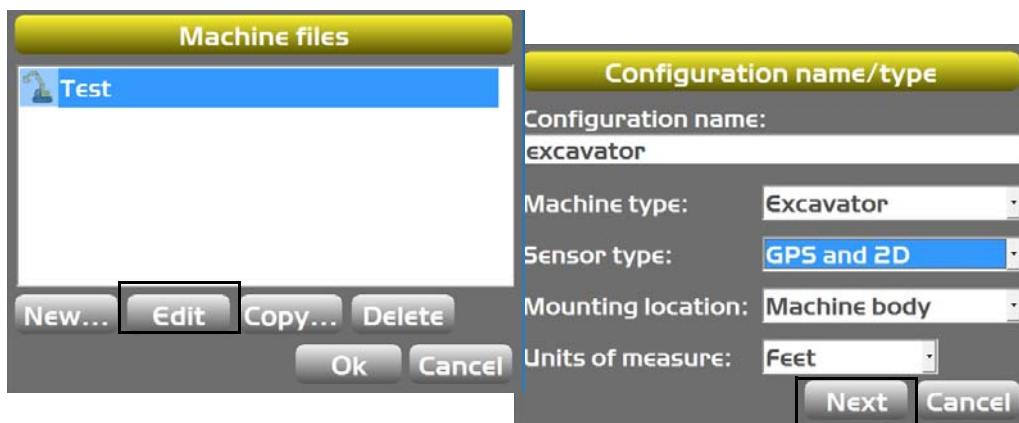 Machine files
Test
New... Edit Copy... Delete
Ok Cancel
Configuration name/type
Configuration name:
excavator
Machine type: Excavator
Sensor type: GPS and 2D
Mounting location: Machine body
Units of measure: Feet
Next Cancel